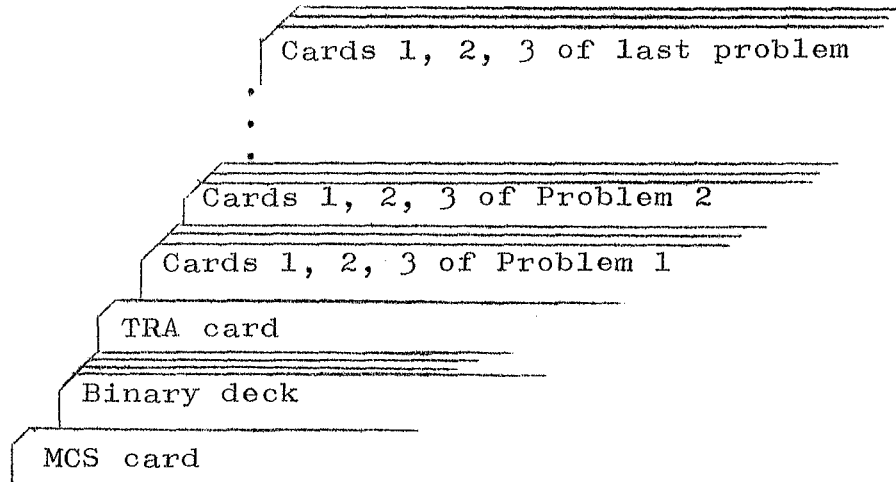 Cards 1, 2, 3 of last problem
Cards 1, 2, 3 of Problem 2
Cards 1, 2, 3 of Problem 1
TRA card
Binary deck
MCS card